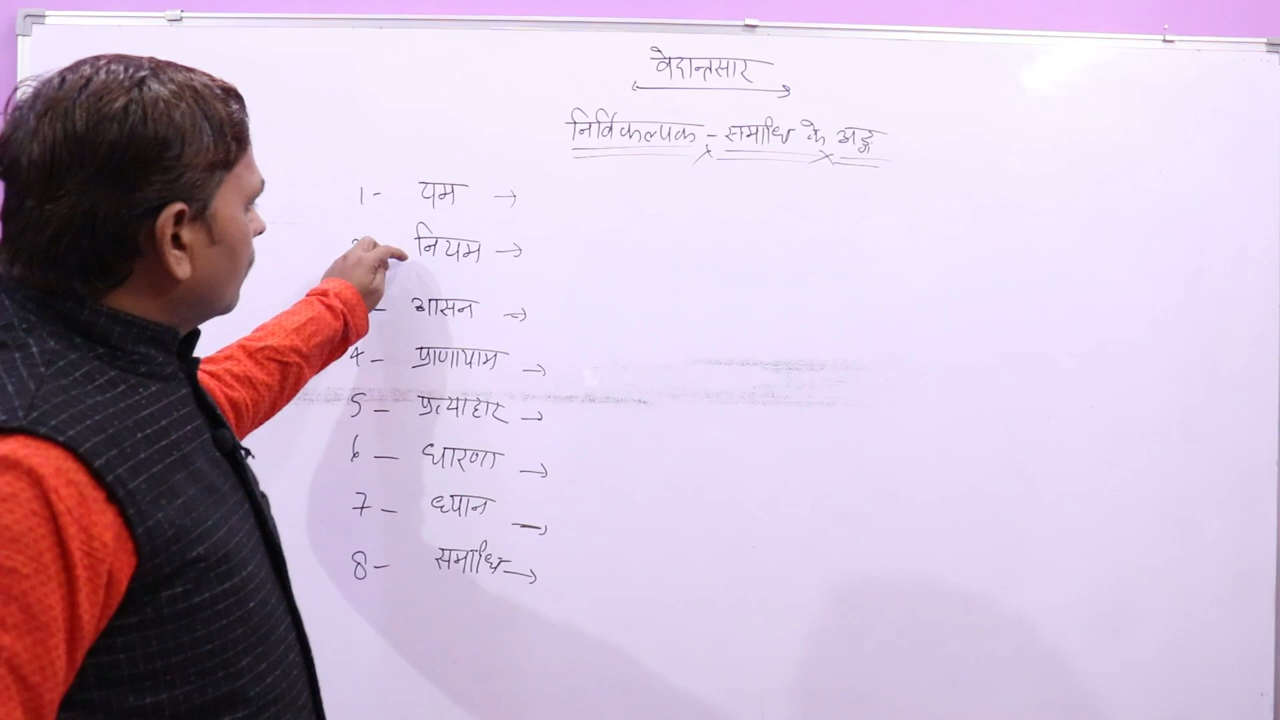 वेदान्तसार
निर्विकल्पक - समाधि के अङ्ग
1 - यम →
नियम →
- आसन →
4 - प्राणायाम →
5 - प्रत्याहार →
6 - धारणा →
7 - ध्यान →
8 - समाधि →